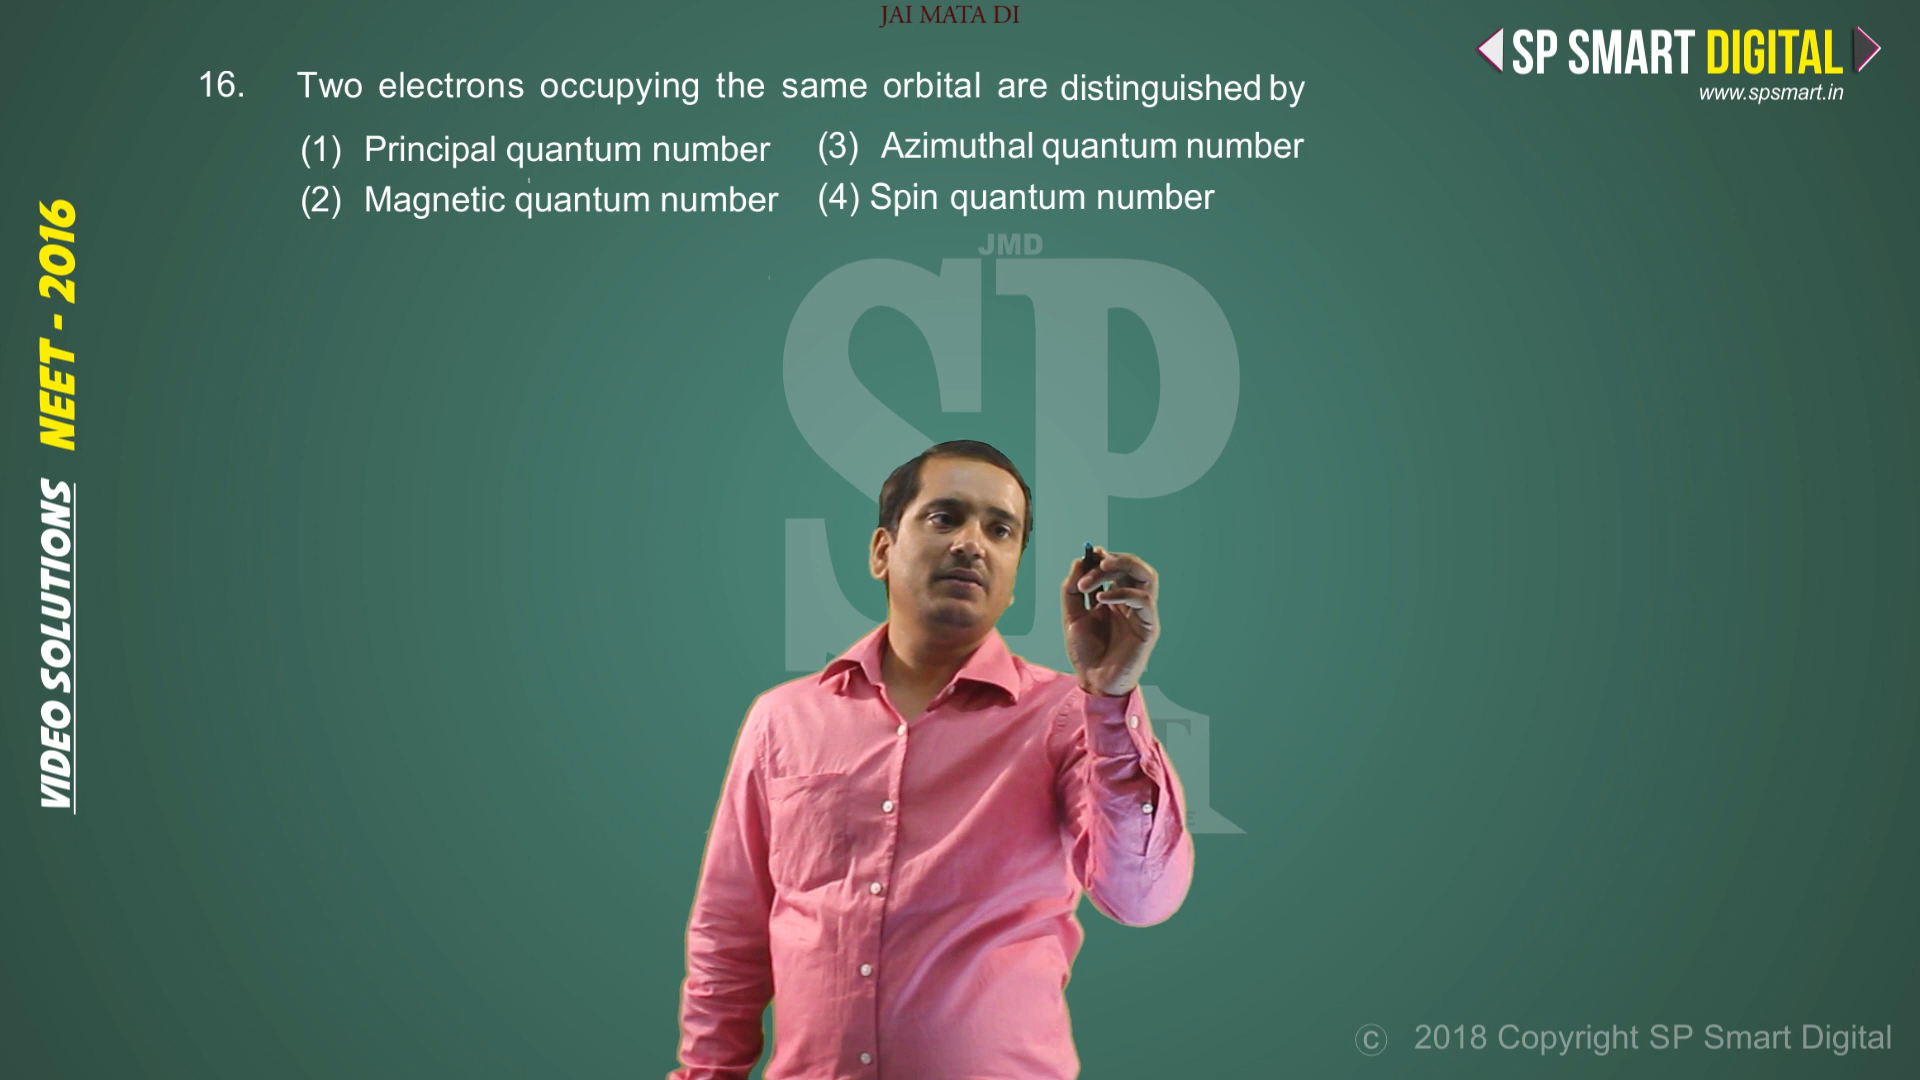 JAI MATA DI
SP SMART DIGITAL
www.spsmart.in
16. Two electrons occupying the same orbital are distinguished by
(1) Principal quantum number (3) Azimuthal quantum number
(2) Magnetic quantum number (4) Spin quantum number
VIDEO SOLUTIONS NEET - 2016
JMD
SP
© 2018 Copyright SP Smart Digital